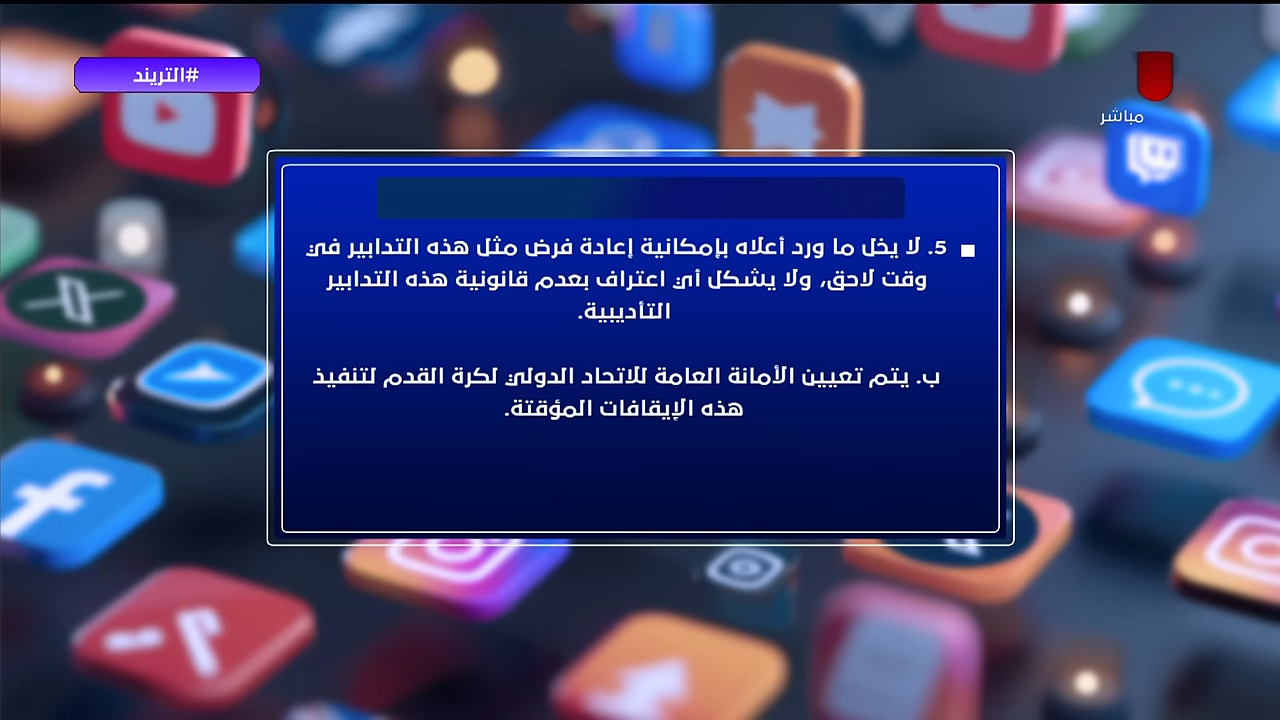 #التريند
مباشر
5. لا يخل ما ورد أعلاه بإمكانية إعادة فرض مثل هذه التدابير في
وقت لاحق، ولا يشكل أي اعتراف بعدم قانونية هذه التدابير
التأديبية.
ب. يتم تعيين الأمانة العامة للاتحاد الدولي لكرة القدم لتنفيذ
هذه الإيقافات المؤقتة.